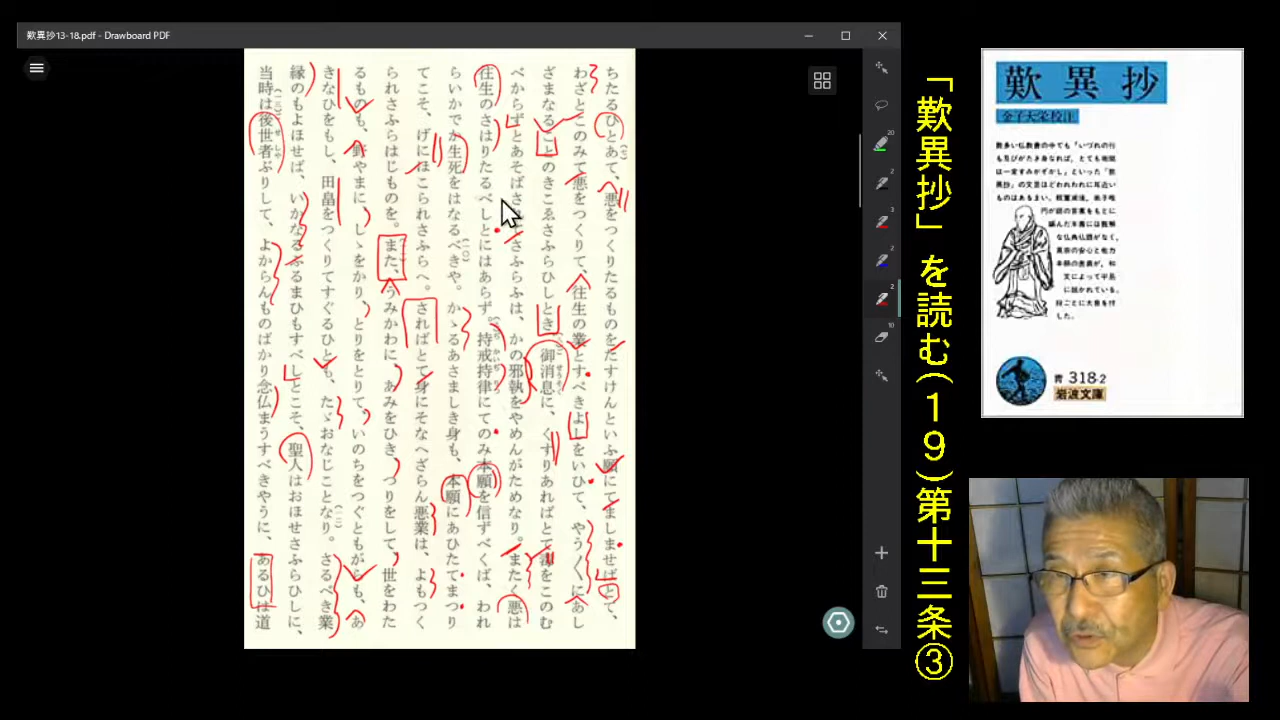 歎異抄13-18.pdf - Drawboard PDF
ちたるひとあて、悪をつくりたるものをたすけんといふ願にてましませばとて、
わざとこのみて悪をつくりて、往生の業とすべきよしをいひて、やう〳〵にあし
ざまなることのきこゑさふらひしとき、御消息に、くすりあればとて毒をこのむ
べからずとあそばされてさふらふは、かの邪執をやめんがためなり。またく悪は
往生のさはりたるべしとにはあらず。持戒持律にてのみ本願を信ずべくば、われ
らいかでか生死をはなるべきや。かゝるあさましき身も、本願にあひたてまつり
てこそ、げにほこられさふらへ。さればとて身にそなへざらん悪業は、よもつく
られさふらはじものを。また、うみかわに、あみをひき、つりをして、世をわた
るものも、野やまに、しゝをかり、とりをとりて、いのちをつぐともがらも、あ
きなひをもし、田畠をつくりてすぐるひとも、たゞおなじことなり。さるべき業
縁のもよほせば、いかなるふるまひもすべしとこそ、聖人はおほせさふらひしに、
当時は後世者ぶりして、よからんものばかり念仏まうすべきやうに、あるひは道
「歎異抄」を読む(19)第十三条③
歎異抄
金子大栄校注
青 318-2
岩波文庫